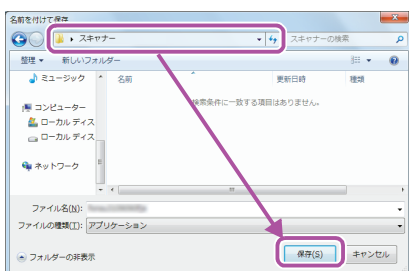 名前を付けて保存
スキャナー
スキャナーの検索
整理 新しいフォルダー
ミュージック
コンピューター
ローカル ディス
ローカル ディス
ネットワーク
名前 更新日時 種類
検索条件に一致する項目はありません。
ファイル名(N):
ファイルの種類(T): アプリケーション
フォルダーの非表示
保存(S) キャンセル